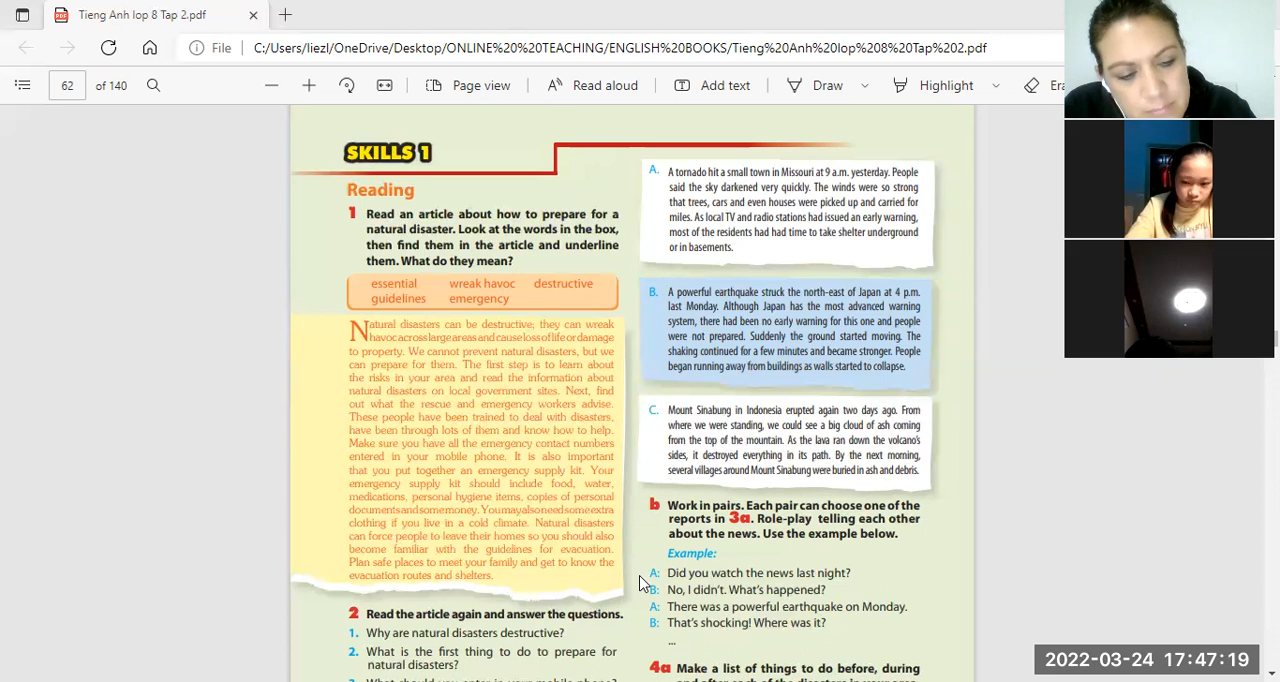 Tieng Anh lop 8 Tap 2.pdf
File C:/Users/liezl/OneDrive/Desktop/ONLINE%20%20TEACHING/ENGLISH%20BOOKS/Tieng%20Anh%20lop%208%20Tap%202.pdf
62 of 140 Page view Read aloud Add text Draw Highlight Era
SKILLS 1
Reading
1 Read an article about how to prepare for a
natural disaster. Look at the words in the box,
then find them in the article and underline
them. What do they mean?
essential wreak havoc destructive
guidelines emergency
Natural disasters can be destructive; they can wreak
havoc across large areas and cause loss of life or damage
to property. We cannot prevent natural disasters, but we
can prepare for them. The first step is to learn about
the risks in your area and read the information about
natural disasters on local government sites. Next, find
out what the rescue and emergency workers advise.
These people have been trained to deal with disasters,
have been through lots of them and know how to help.
Make sure you have all the emergency contact numbers
entered in your mobile phone. It is also important
that you put together an emergency supply kit. Your
emergency supply kit should include food, water,
medications, personal hygiene items, copies of personal
documents and some money. You may also need some extra
clothing if you live in a cold climate. Natural disasters
can force people to leave their homes so you should also
become familiar with the guidelines for evacuation.
Plan safe places to meet your family and get to know the
evacuation routes and shelters.
2 Read the article again and answer the questions.
1. Why are natural disasters destructive?
2. What is the first thing to do to prepare for
natural disasters?
3. What should you enter in your mobile phone?
A. A tornado hit a small town in Missouri at 9 a.m. yesterday. People
said the sky darkened very quickly. The winds were so strong
that trees, cars and even houses were picked up and carried for
miles. As local TV and radio stations had issued an early warning,
most of the residents had had time to take shelter underground
or in basements.
B. A powerful earthquake struck the north-east of Japan at 4 p.m.
last Monday. Although Japan has the most advanced warning
system, there had been no early warning for this one and people
were not prepared. Suddenly the ground started moving. The
shaking continued for a few minutes and became stronger. People
began running away from buildings as walls started to collapse.
C. Mount Sinabung in Indonesia erupted again two days ago. From
where we were standing, we could see a big cloud of ash coming
from the top of the mountain. As the lava ran down the volcano's
sides, it destroyed everything in its path. By the next morning,
several villages around Mount Sinabung were buried in ash and debris.
b Work in pairs. Each pair can choose one of the
reports in 3a. Role-play telling each other
about the news. Use the example below.
Example:
A: Did you watch the news last night?
B: No, I didn't. What's happened?
A: There was a powerful earthquake on Monday.
B: That's shocking! Where was it?
...
4a Make a list of things to do before, during
and after each of the disasters in your area
2022-03-24 17:47:19